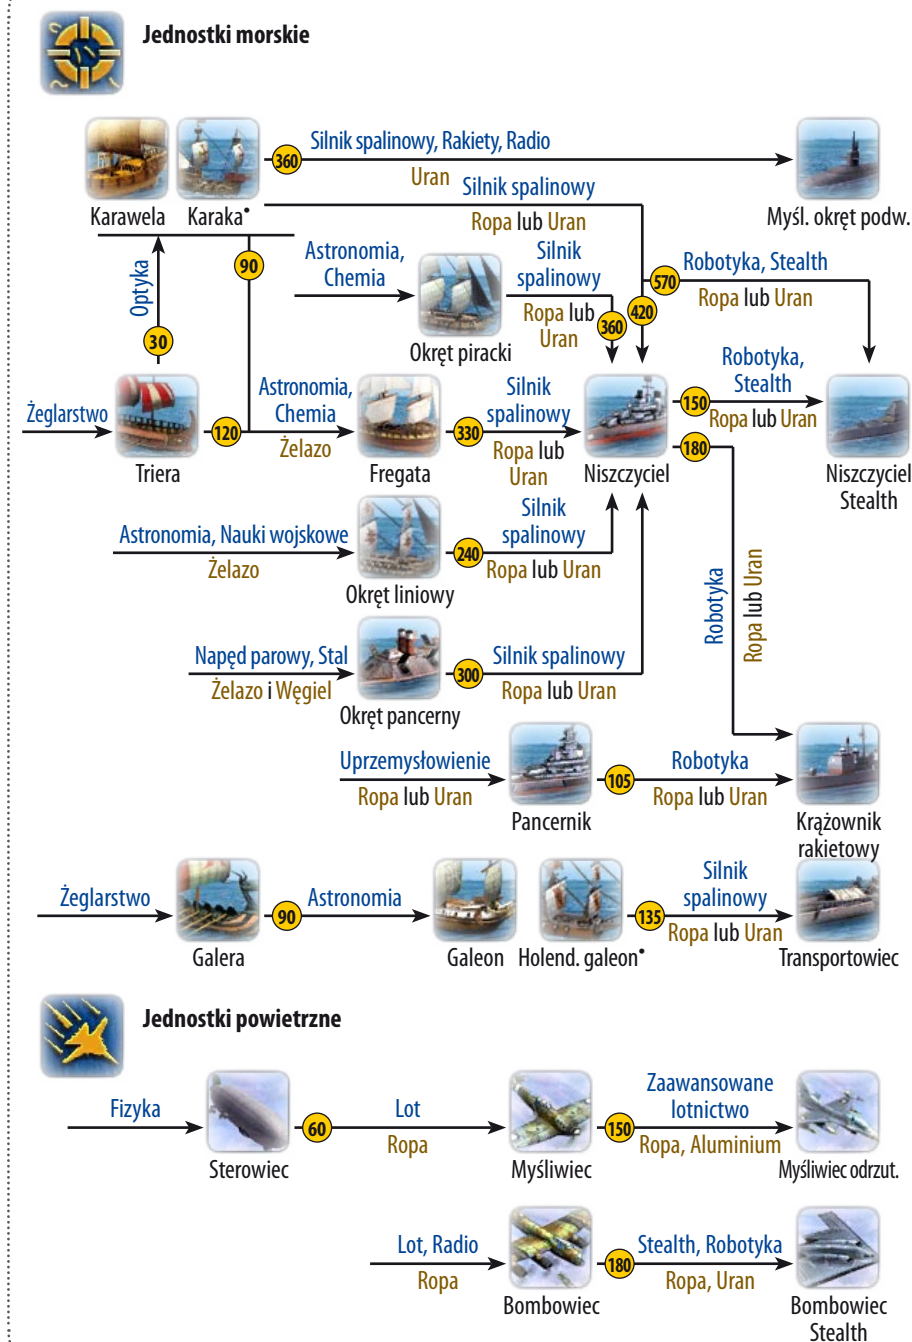 Jednostki morskie
Silnik spalinowy, Rakiety, Radio
360
Uran
Karawela
Karaka•
Myśl. okręt podw.
Silnik spalinowy
Ropa lub Uran
90
Optyka
30
Astronomia,
Chemia
Okręt piracki
Silnik
spalinowy
Ropa lub
Uran
360
420
570
Robotyka, Stealth
Ropa lub Uran
Żeglarstwo
Triera
120
Astronomia,
Chemia
Żelazo
Fregata
330
Silnik
spalinowy
Ropa lub
Uran
Niszczyciel
150
Robotyka,
Stealth
Ropa lub Uran
180
Niszczyciel
Stealth
Astronomia, Nauki wojskowe
Żelazo
Okręt liniowy
240
Silnik
spalinowy
Ropa lub Uran
Robotyka
Ropa lub Uran
Napęd parowy, Stal
Żelazo i Węgiel
Okręt pancerny
300
Silnik spalinowy
Ropa lub Uran
Uprzemysłowienie
Ropa lub Uran
Pancernik
105
Robotyka
Ropa lub Uran
Krążownik
rakietowy
Żeglarstwo
Galera
90
Astronomia
Galeon
Holend. galeon•
135
Silnik
spalinowy
Ropa lub Uran
Transportowiec
Jednostki powietrzne
Fizyka
Sterowiec
60
Lot
Ropa
Myśliwiec
150
Zaawansowane
lotnictwo
Ropa, Aluminium
Myśliwiec odrzut.
Lot, Radio
Ropa
Bombowiec
180
Stealth, Robotyka
Ropa, Uran
Bombowiec
Stealth